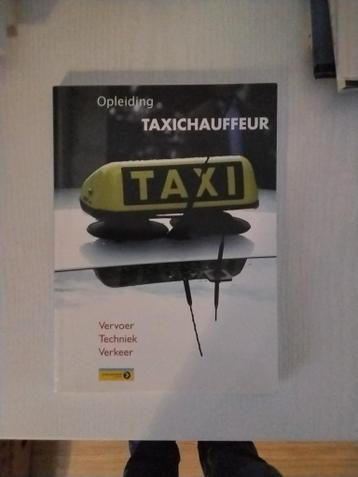 Opleiding
TAXICHAUFFEUR
TAXI
Vervoer
Techniek
Verkeer